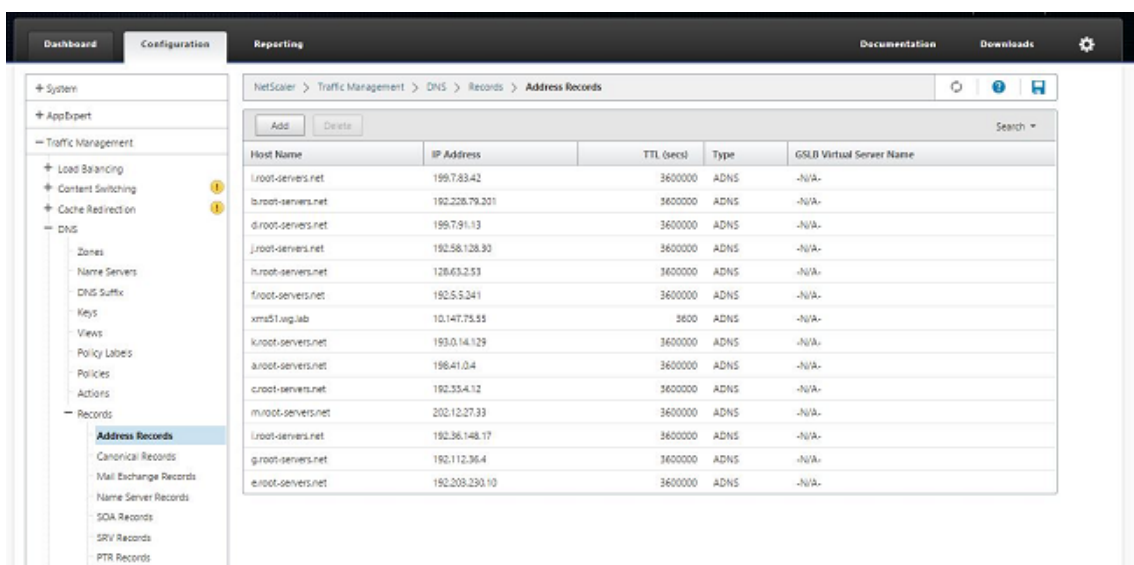 Dashboard Configuration Reporting Documentation Downloads
+ System
+ AppExpert
− Traffic Management
+ Load Balancing
+ Content Switching
+ Cache Redirection
− DNS
Zones
Name Servers
DNS Suffix
Keys
Views
Policy Labels
Policies
Actions
− Records
Address Records
Canonical Records
Mail Exchange Records
Name Server Records
SOA Records
SRV Records
PTR Records
NetScaler > Traffic Management > DNS > Records > Address Records
Add Delete Search
Host Name IP Address TTL (secs) Type GSLB Virtual Server Name
l.root-servers.net 199.7.83.42 3600000 ADNS -N/A-
b.root-servers.net 192.228.79.201 3600000 ADNS -N/A-
d.root-servers.net 199.7.91.13 3600000 ADNS -N/A-
j.root-servers.net 192.58.128.30 3600000 ADNS -N/A-
h.root-servers.net 128.63.2.53 3600000 ADNS -N/A-
f.root-servers.net 192.5.5.241 3600000 ADNS -N/A-
xms51.wg.lab 10.147.75.55 3600 ADNS -N/A-
k.root-servers.net 193.0.14.129 3600000 ADNS -N/A-
a.root-servers.net 198.41.0.4 3600000 ADNS -N/A-
c.root-servers.net 192.33.4.12 3600000 ADNS -N/A-
m.root-servers.net 202.12.27.33 3600000 ADNS -N/A-
i.root-servers.net 192.36.148.17 3600000 ADNS -N/A-
g.root-servers.net 192.112.36.4 3600000 ADNS -N/A-
e.root-servers.net 192.203.230.10 3600000 ADNS -N/A-